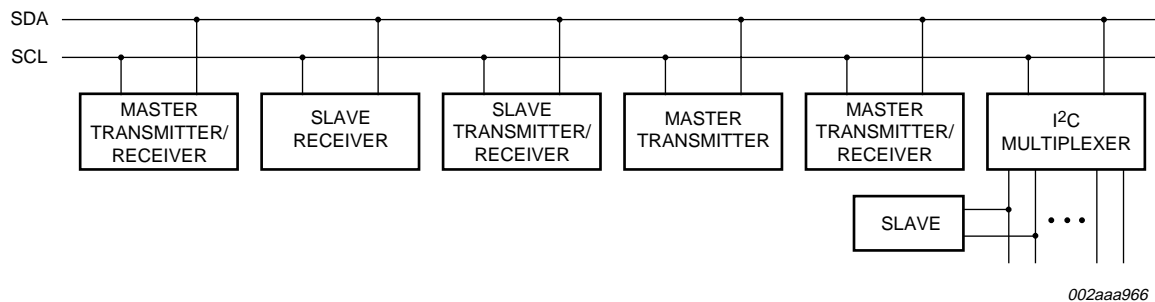 SDA
SCL
MASTER
TRANSMITTER/
RECEIVER
SLAVE
RECEIVER
SLAVE
TRANSMITTER/
RECEIVER
MASTER
TRANSMITTER
MASTER
TRANSMITTER/
RECEIVER
I²C
MULTIPLEXER
SLAVE
002aaa966